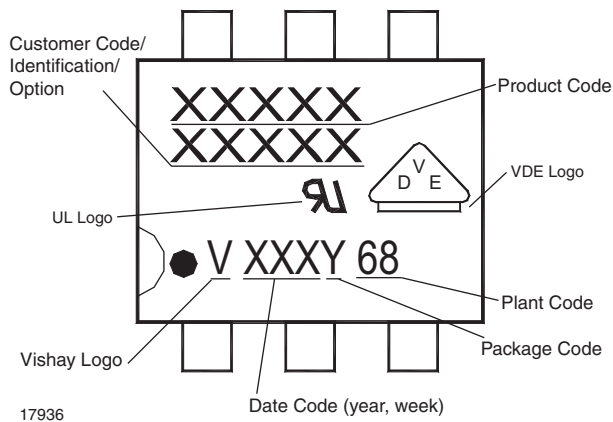 Customer Code/
Identification/
Option
XXXXX
Product Code
XXXXX
V
D E
VDE Logo
UL Logo
UR
V XXXY 68
Plant Code
Package Code
Vishay Logo
Date Code (year, week)
17936